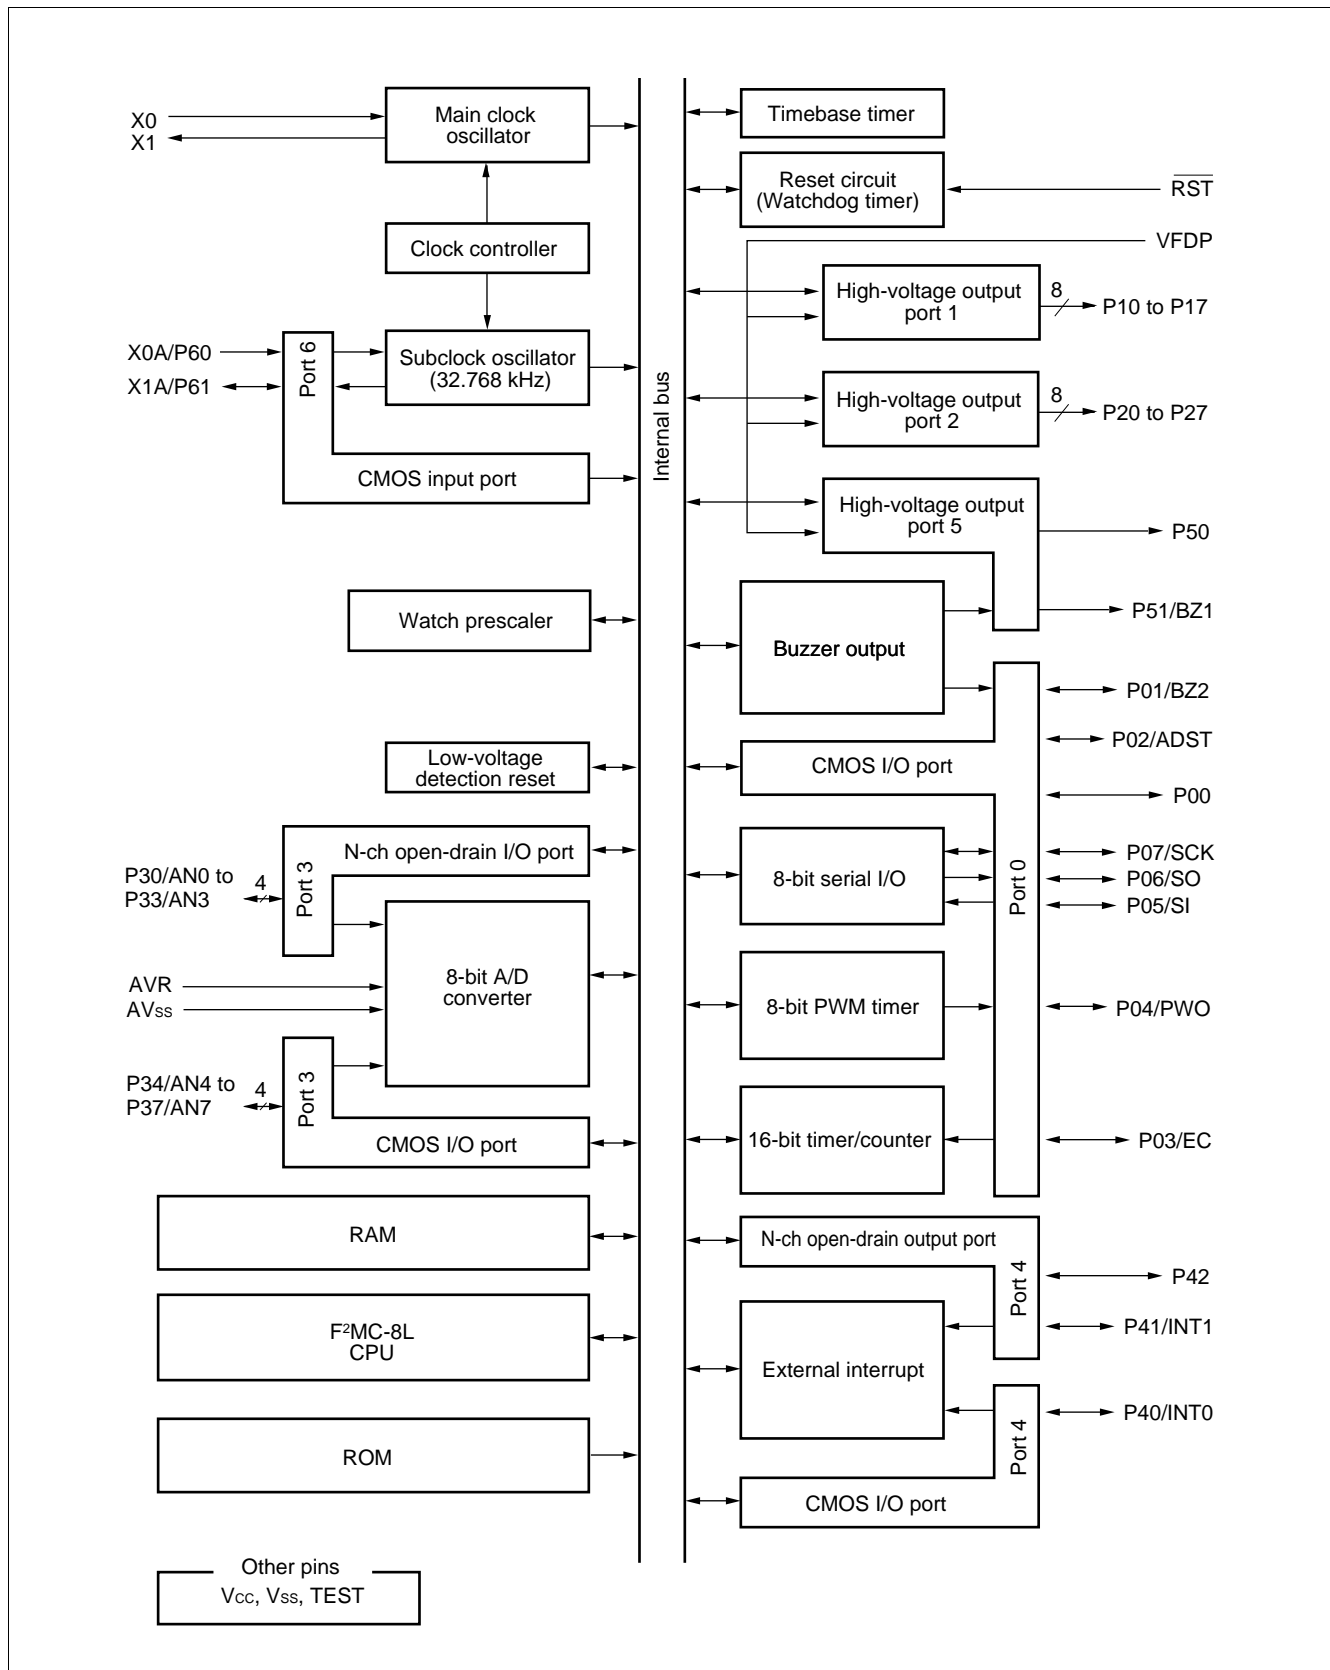 X0
X1
Main clock
oscillator
Clock controller
X0A/P60
X1A/P61
Port 6
Subclock oscillator
(32.768 kHz)
CMOS input port
Watch prescaler
Low-voltage
detection reset
N-ch open-drain I/O port
Port 3
P30/AN0 to
P33/AN3
4
8-bit A/D
converter
AVR
AVss
P34/AN4 to
P37/AN7
4
Port 3
CMOS I/O port
RAM
F²MC-8L
CPU
ROM
Other pins
Vcc, Vss, TEST
Internal bus
Timebase timer
Reset circuit
(Watchdog timer)
RST
VFDP
High-voltage output
port 1
8
P10 to P17
High-voltage output
port 2
8
P20 to P27
High-voltage output
port 5
P50
P51/BZ1
Buzzer output
P01/BZ2
P02/ADST
CMOS I/O port
P00
Port 0
8-bit serial I/O
P07/SCK
P06/SO
P05/SI
8-bit PWM timer
P04/PWO
16-bit timer/counter
P03/EC
N-ch open-drain output port
Port 4
P42
P41/INT1
External interrupt
P40/INT0
Port 4
CMOS I/O port